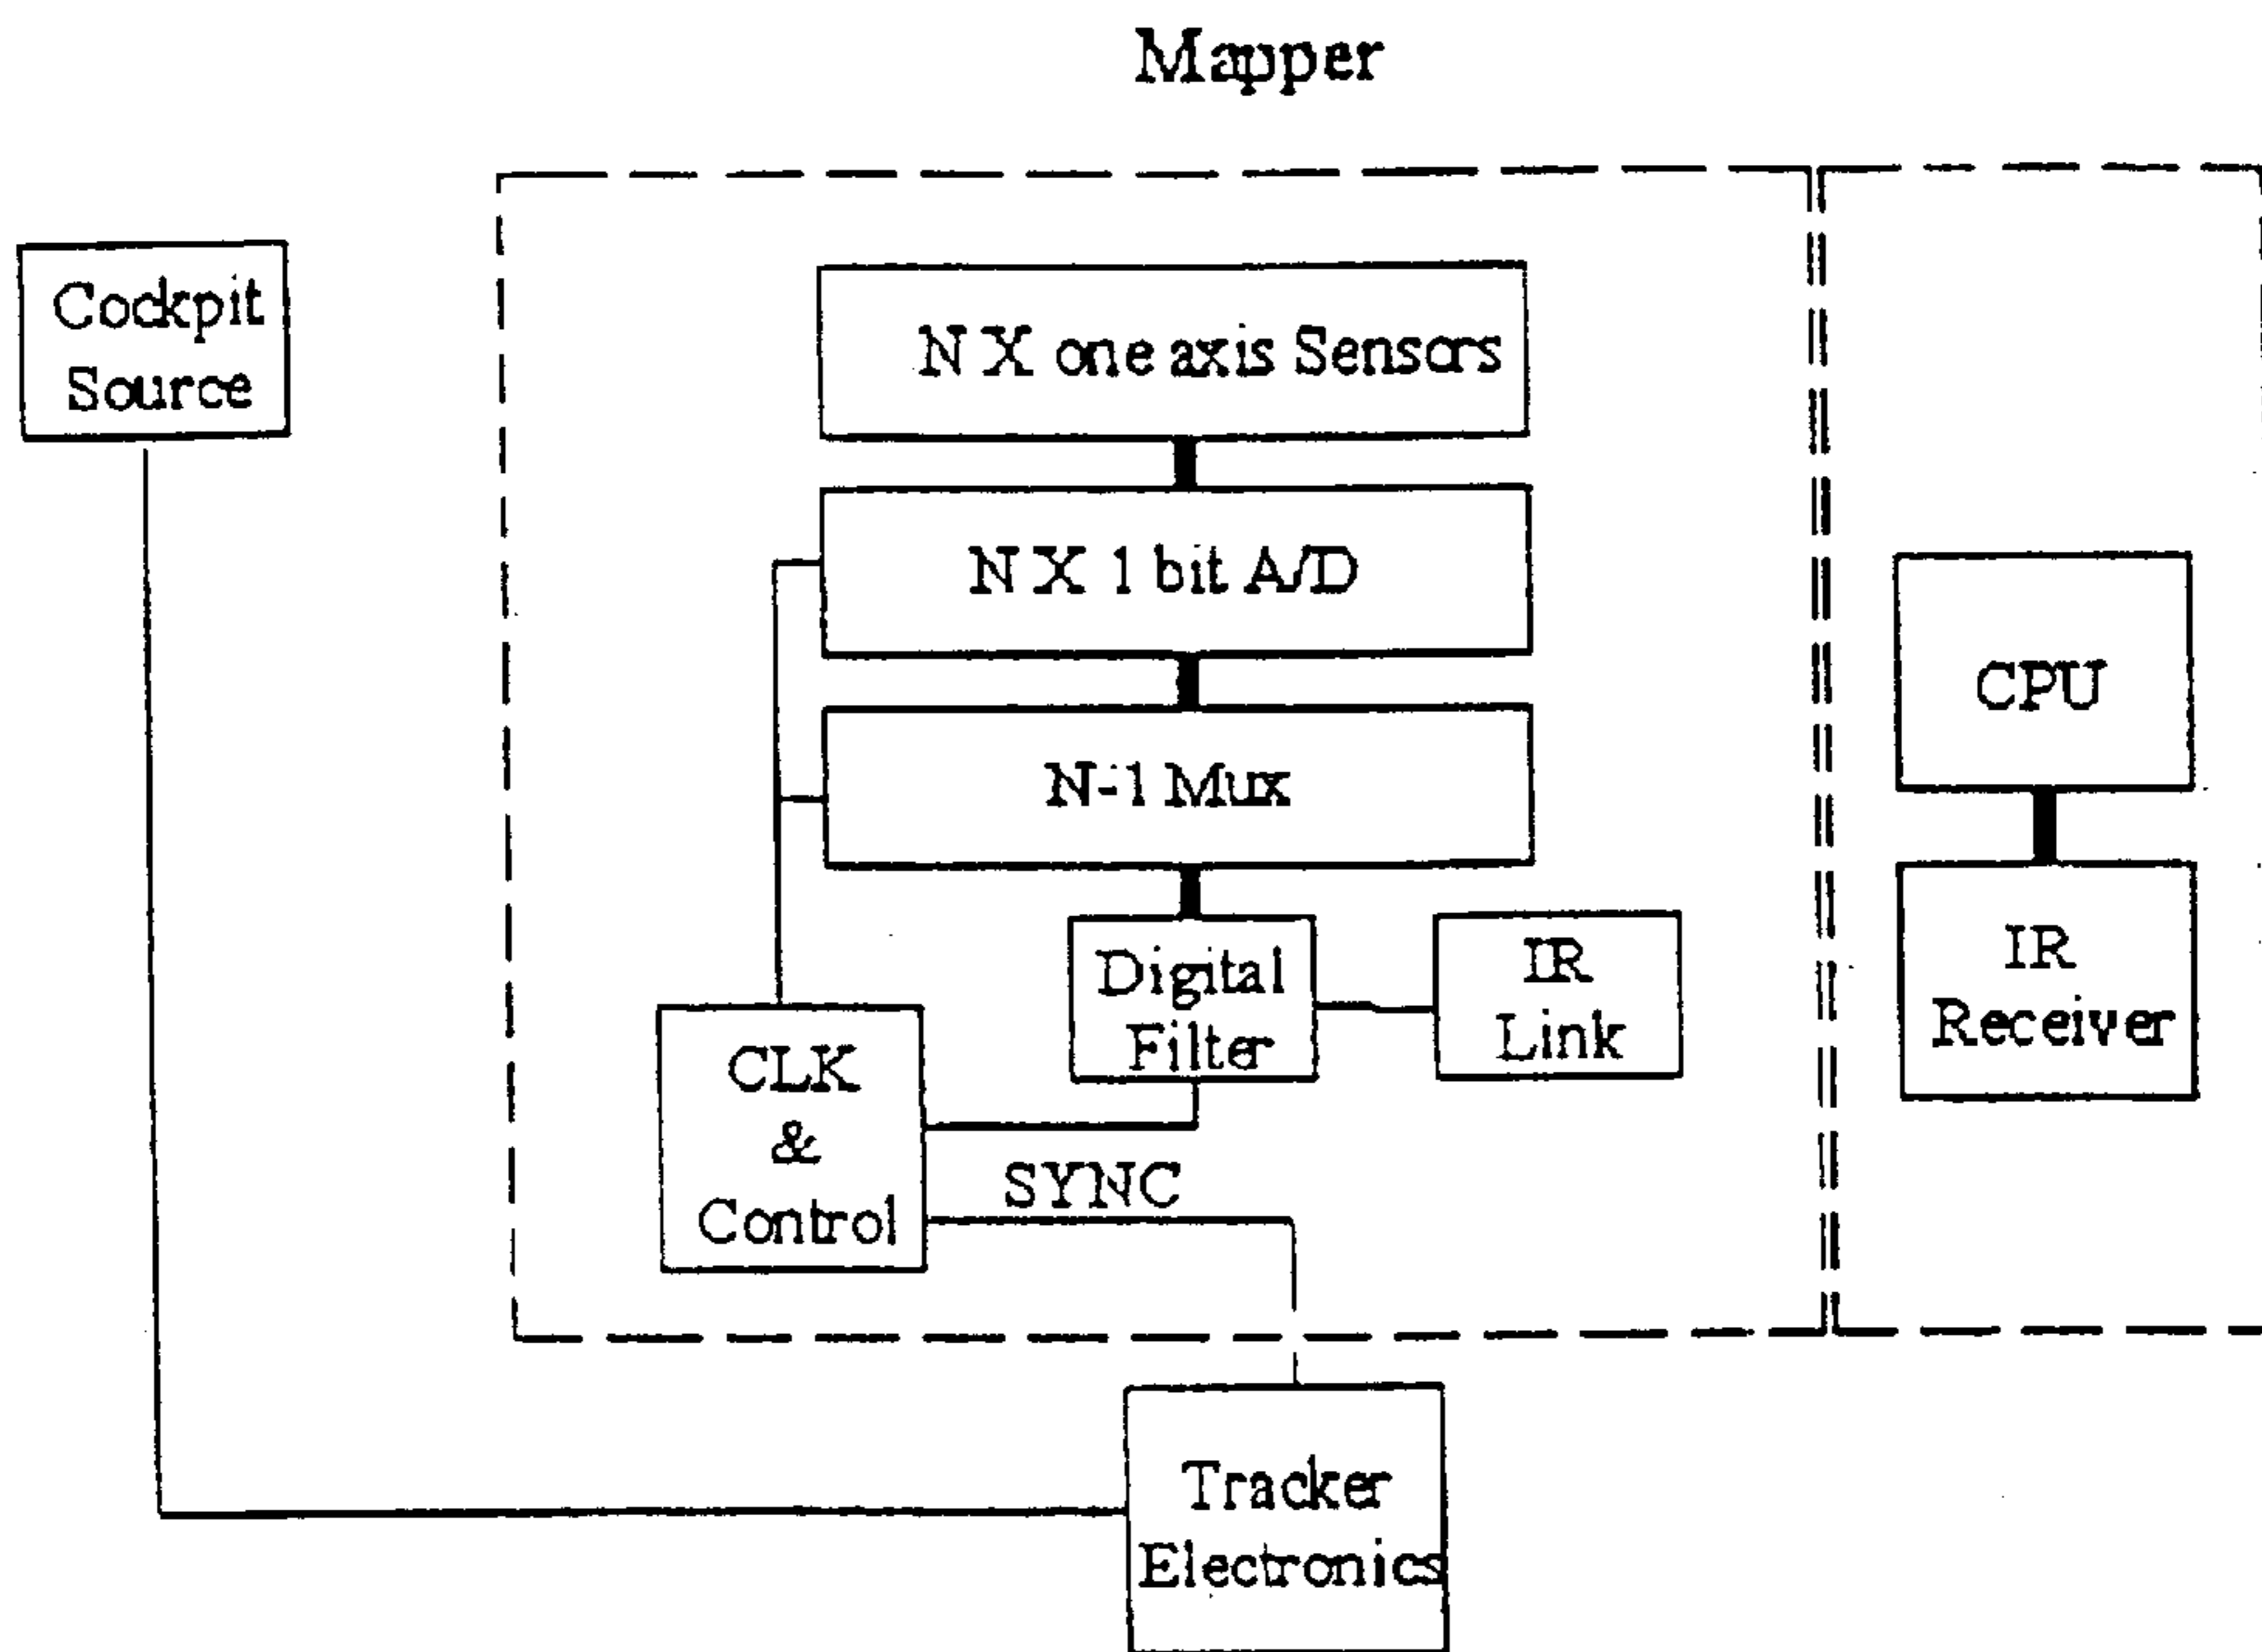 Mapper
Cockpit
Source
N X one axis Sensors
N X 1 bit A/D
N-1 Mux
Digital
Filter
IR
Link
CLK
&
Control
SYNC
CPU
IR
Receiver
Tracker
Electronics